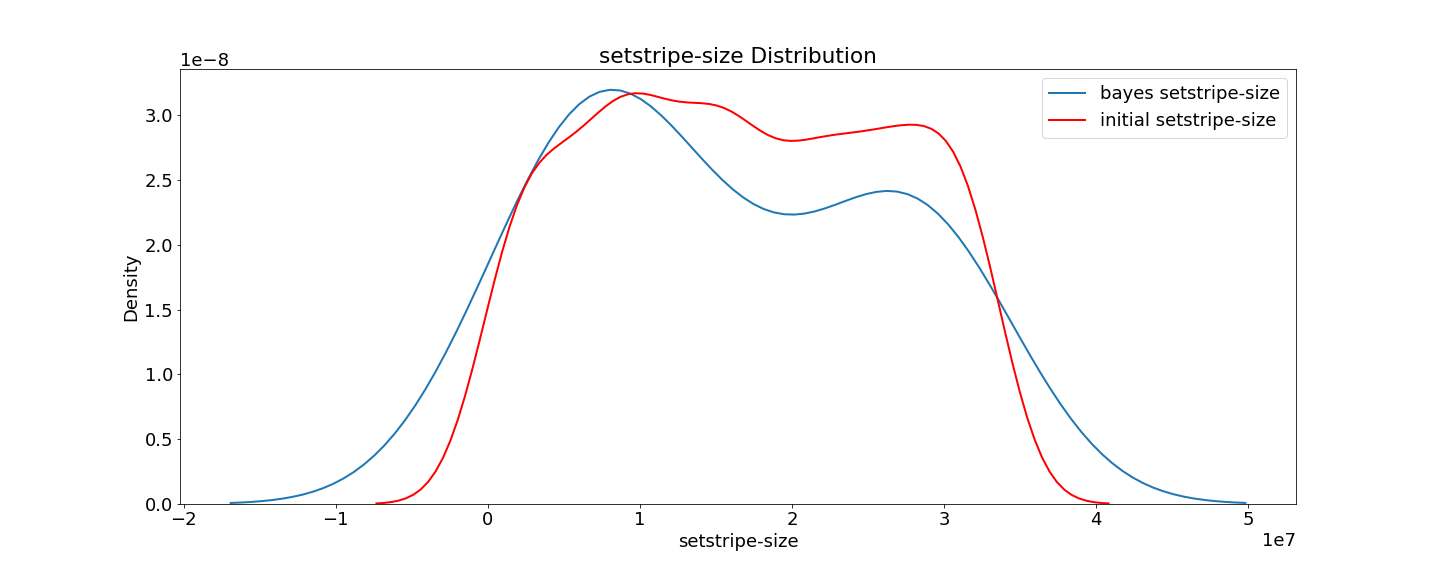 setstripe-size Distribution
1e−8
bayes setstripe-size
initial setstripe-size
3.0
2.5
2.0
1.5
1.0
0.5
0.0
Density
−2 −1 0 1 2 3 4 5
setstripe-size
1e7